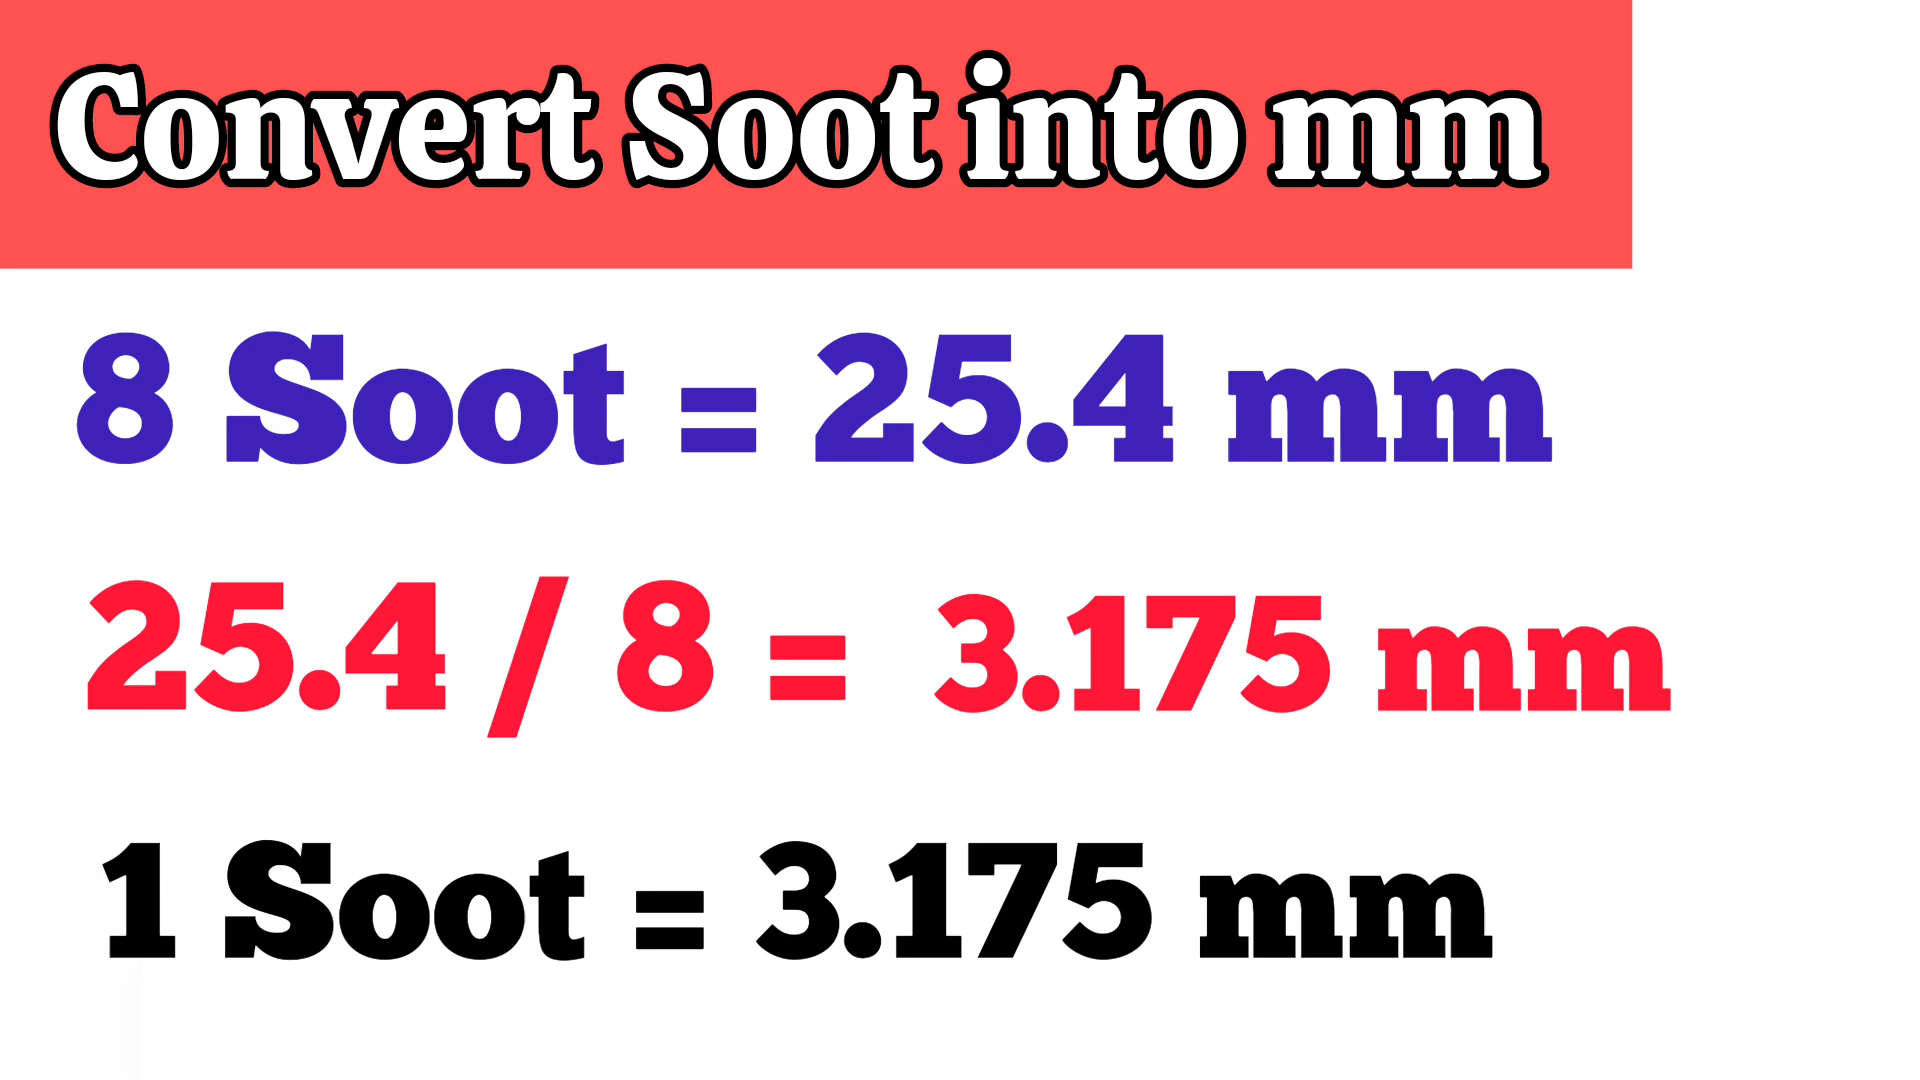 Convert Soot into mm
8 Soot = 25.4 mm
25.4 / 8 = 3.175 mm
1 Soot = 3.175 mm